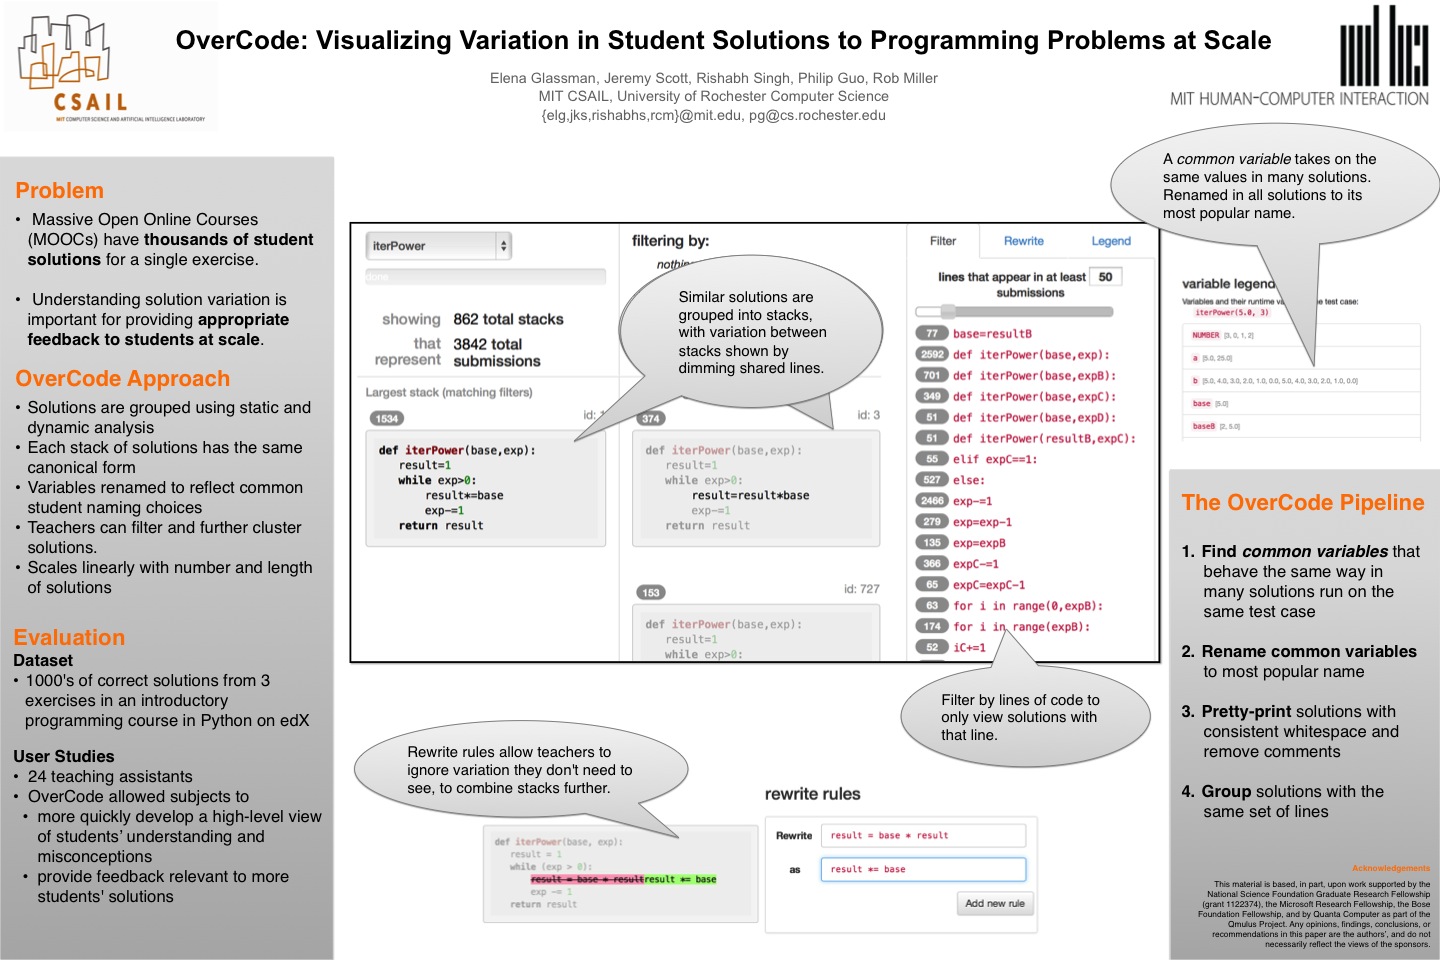 CSAIL
MIT COMPUTER SCIENCE AND ARTIFICIAL INTELLIGENCE LABORATORY
OverCode: Visualizing Variation in Student Solutions to Programming Problems at Scale
Elena Glassman, Jeremy Scott, Rishabh Singh, Philip Guo, Rob Miller
MIT CSAIL, University of Rochester Computer Science
{elg,jks,rishabhs,rcm}@mit.edu, pg@cs.rochester.edu
MIT HUMAN-COMPUTER INTERACTION
Problem
• Massive Open Online Courses
(MOOCs) have thousands of student
solutions for a single exercise.
• Understanding solution variation is
important for providing appropriate
feedback to students at scale.
OverCode Approach
• Solutions are grouped using static and
dynamic analysis
• Each stack of solutions has the same
canonical form
• Variables renamed to reflect common
student naming choices
• Teachers can filter and further cluster
solutions.
• Scales linearly with number and length
of solutions
Evaluation
Dataset
• 1000's of correct solutions from 3
exercises in an introductory
programming course in Python on edX
User Studies
• 24 teaching assistants
• OverCode allowed subjects to
• more quickly develop a high-level view
of students' understanding and
misconceptions
• provide feedback relevant to more
students' solutions
iterPower
done
showing 862 total stacks
that 3842 total
represent submissions
Largest stack (matching filters)
1534 id:
def iterPower(base,exp):
result=1
while exp>0:
result*=base
exp-=1
return result
filtering by:
Similar solutions are
grouped into stacks,
with variation between
stacks shown by
dimming shared lines.
374 id: 3
def iterPower(base,exp):
result=1
while exp>0:
result=result*base
exp-=1
return result
153 id: 727
def iterPower(base,exp):
result=1
while exp>0:
Filter Rewrite Legend
lines that appear in at least 50
submissions
77 base=resultB
2592 def iterPower(base,exp):
701 def iterPower(base,expB):
349 def iterPower(base,expC):
51 def iterPower(base,expD):
51 def iterPower(resultB,expC):
55 elif expC==1:
527 else:
2466 exp-=1
279 exp=exp-1
135 exp=expB
366 expC-=1
65 expC=expC-1
63 for i in range(0,expB):
174 for i in range(expB):
52 iC+=1
A common variable takes on the
same values in many solutions.
Renamed in all solutions to its
most popular name.
variable legend
Variables and their runtime the test case:
iterPower(5.0, 3)
NUMBER [3, 0, 1, 2]
a [5.0, 25.0]
b [5.0, 4.0, 3.0, 2.0, 1.0, 0.0, 5.0, 4.0, 3.0, 2.0, 1.0, 0.0]
base [5.0]
baseB [2, 5.0]
Filter by lines of code to
only view solutions with
that line.
Rewrite rules allow teachers to
ignore variation they don't need to
see, to combine stacks further.
def iterPower(base, exp):
result = 1
while (exp > 0):
result = base * resultresult *= base
exp -= 1
return result
rewrite rules
Rewrite result = base * result
as result *= base
Add new rule
The OverCode Pipeline
1. Find common variables that
behave the same way in
many solutions run on the
same test case
2. Rename common variables
to most popular name
3. Pretty-print solutions with
consistent whitespace and
remove comments
4. Group solutions with the
same set of lines
Acknowledgements
This material is based, in part, upon work supported by the
National Science Foundation Graduate Research Fellowship
(grant 1122374), the Microsoft Research Fellowship, the Bose
Foundation Fellowship, and by Quanta Computer as part of the
Qmulus Project. Any opinions, findings, conclusions, or
recommendations in this paper are the authors', and do not
necessarily reflect the views of the sponsors.